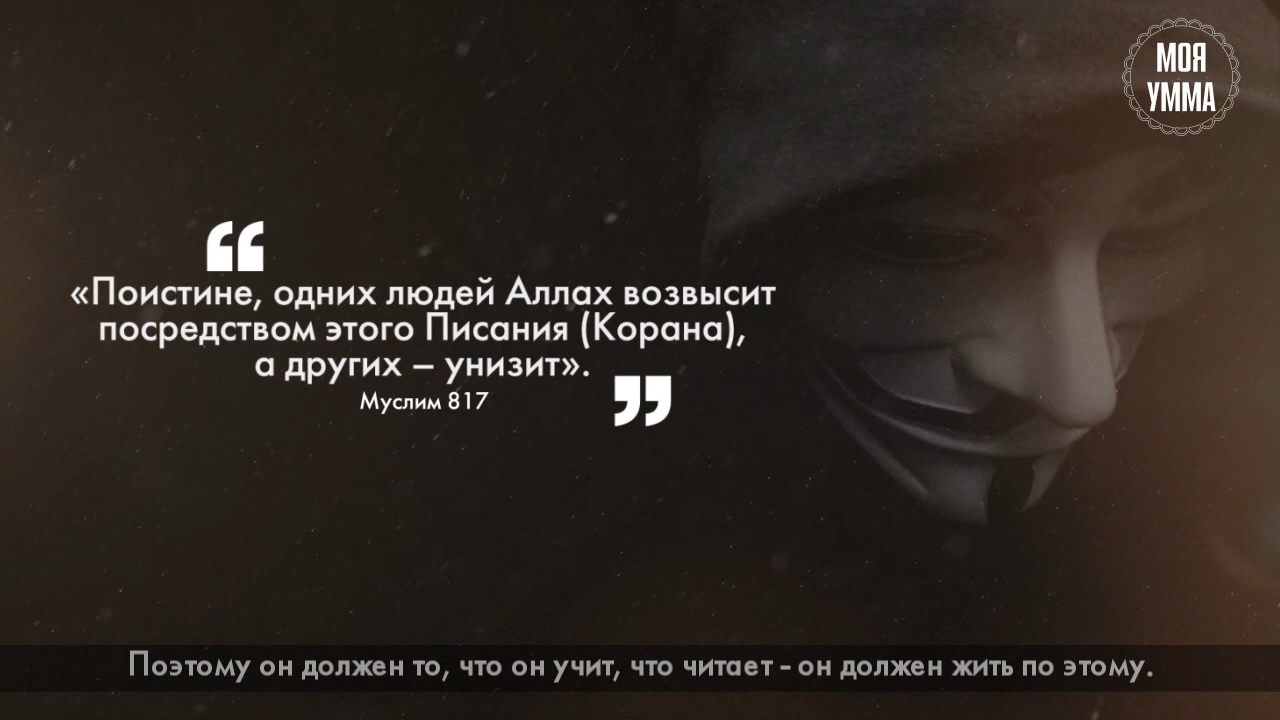 МОЯ
УММА
«Поистине, одних людей Аллах возвысит
посредством этого Писания (Корана),
а других – унизит».
Муслим 817
Поэтому он должен то, что он учит, что читает - он должен жить по этому.